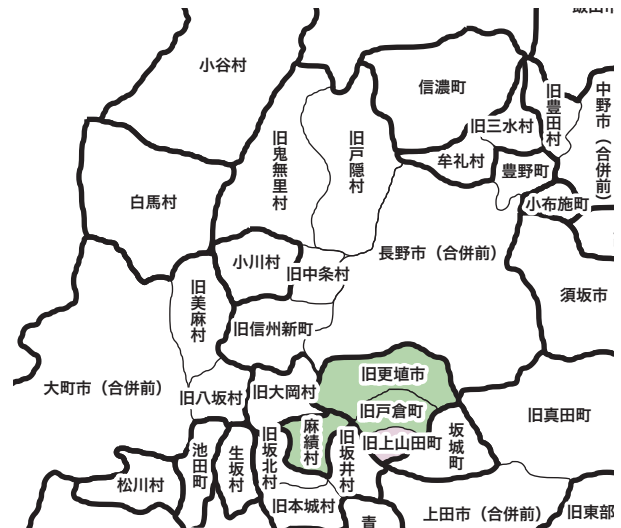 飯山市
小谷村
信濃町
旧豊田村
中野市（合併前）
旧三水村
旧鬼無里村
旧戸隠村
牟礼村
豊野町
白馬村
小布施町
小川村
旧中条村
長野市（合併前）
須坂市
旧美麻村
旧信州新町
大町市（合併前）
旧八坂村
旧大岡村
旧更埴市
旧戸倉町
旧真田町
池田町
生坂村
旧坂北村
麻績村
旧坂井村
旧上山田町
坂城町
松川村
旧本城村
青
上田市（合併前）
旧東部